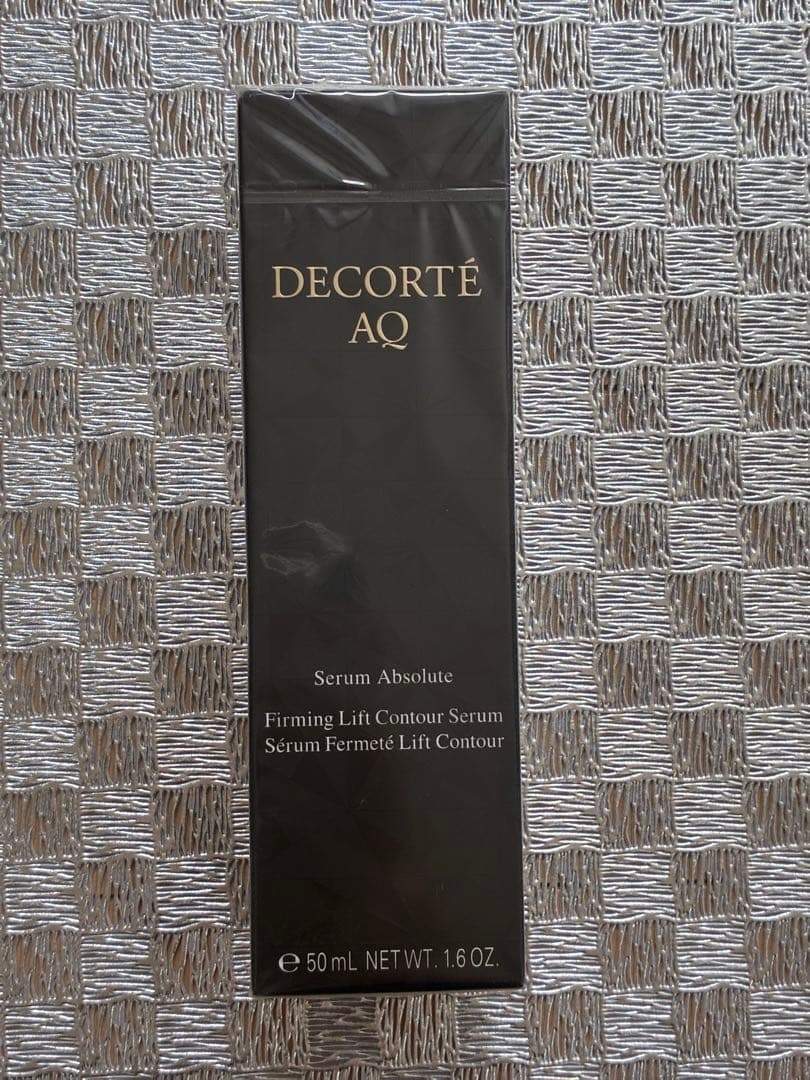 DECORTÉ
AQ
Serum Absolute
Firming Lift Contour Serum
Sérum Fermeté Lift Contour
℮ 50 mL NET WT. 1.6 OZ.